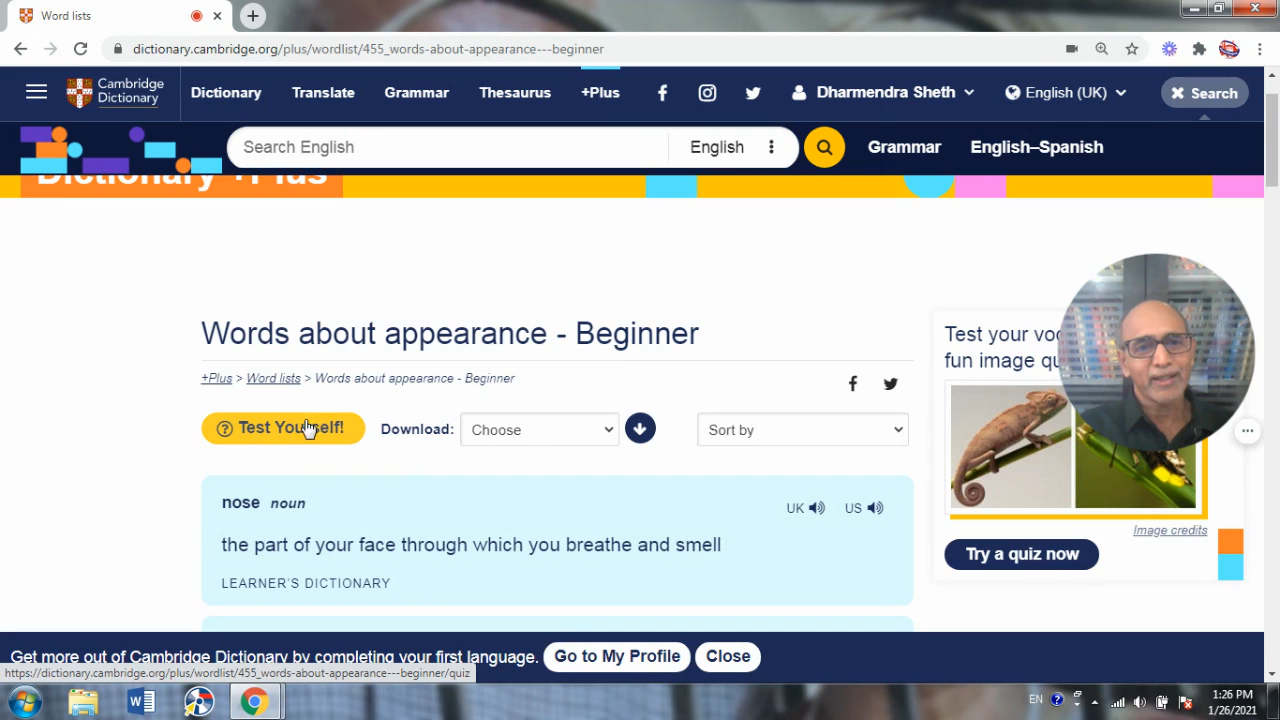 Word lists
dictionary.cambridge.org/plus/wordlist/455_words-about-appearance---beginner
Cambridge Dictionary
Dictionary
Translate
Grammar
Thesaurus
+Plus
Dharmendra Sheth
English (UK)
Search
Search English
English
Grammar
English–Spanish
Dictionary +Plus
Words about appearance - Beginner
+Plus > Word lists > Words about appearance - Beginner
? Test Yourself!
Download:
Choose
Sort by
nose noun
UK
US
the part of your face through which you breathe and smell
LEARNER'S DICTIONARY
Test your
fun image
Image credits
Try a quiz now
Get more out of Cambridge Dictionary by completing your first language.
Go to My Profile
Close
https://dictionary.cambridge.org/plus/wordlist/455_words-about-appearance---beginner/quiz
EN
1:26 PM
1/26/2021